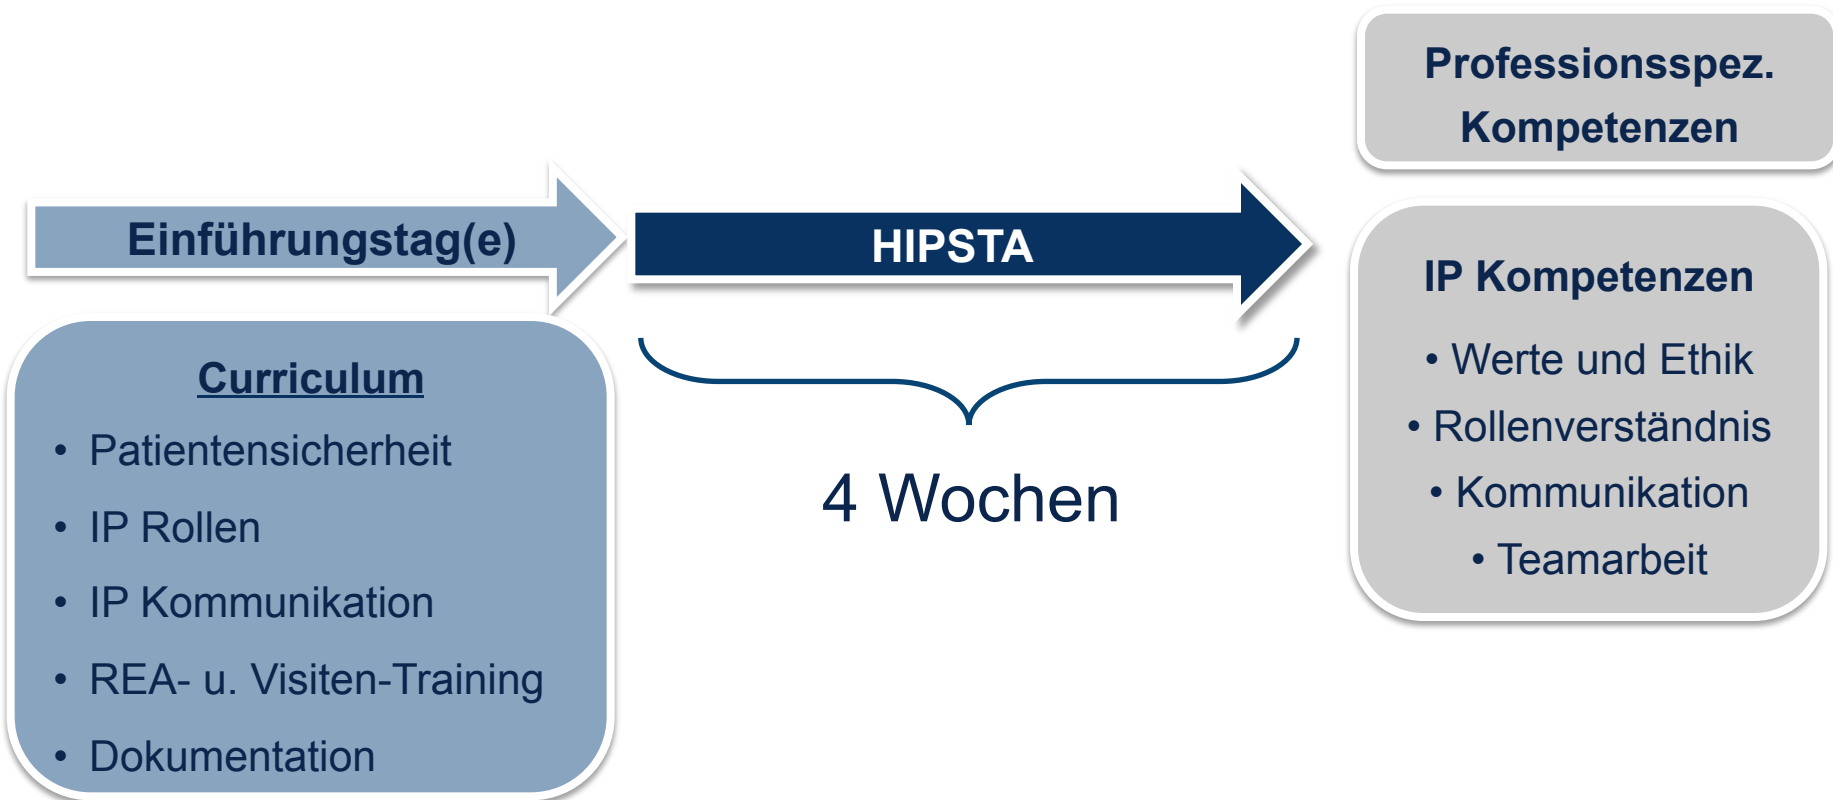 Einführungstag(e)
Curriculum
• Patientensicherheit
• IP Rollen
• IP Kommunikation
• REA- u. Visiten-Training
• Dokumentation
HIPSTA
4 Wochen
Professionsspez.
Kompetenzen
IP Kompetenzen
• Werte und Ethik
• Rollenverständnis
• Kommunikation
• Teamarbeit